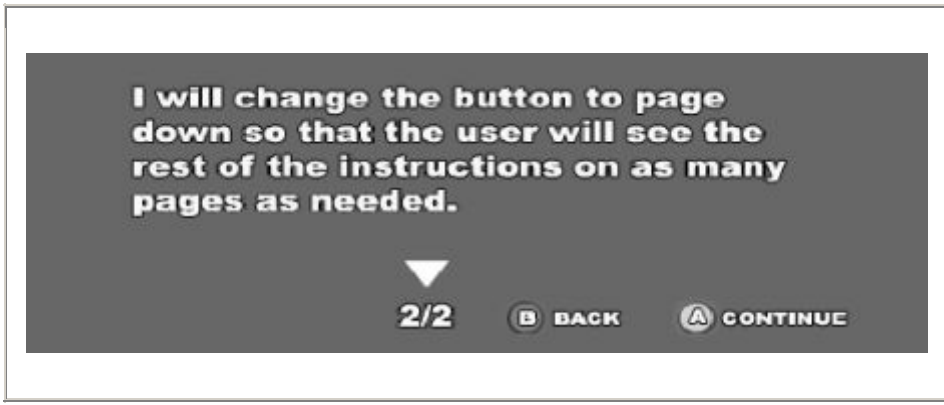 I will change the button to page
down so that the user will see the
rest of the instructions on as many
pages as needed.
2/2 B BACK A CONTINUE